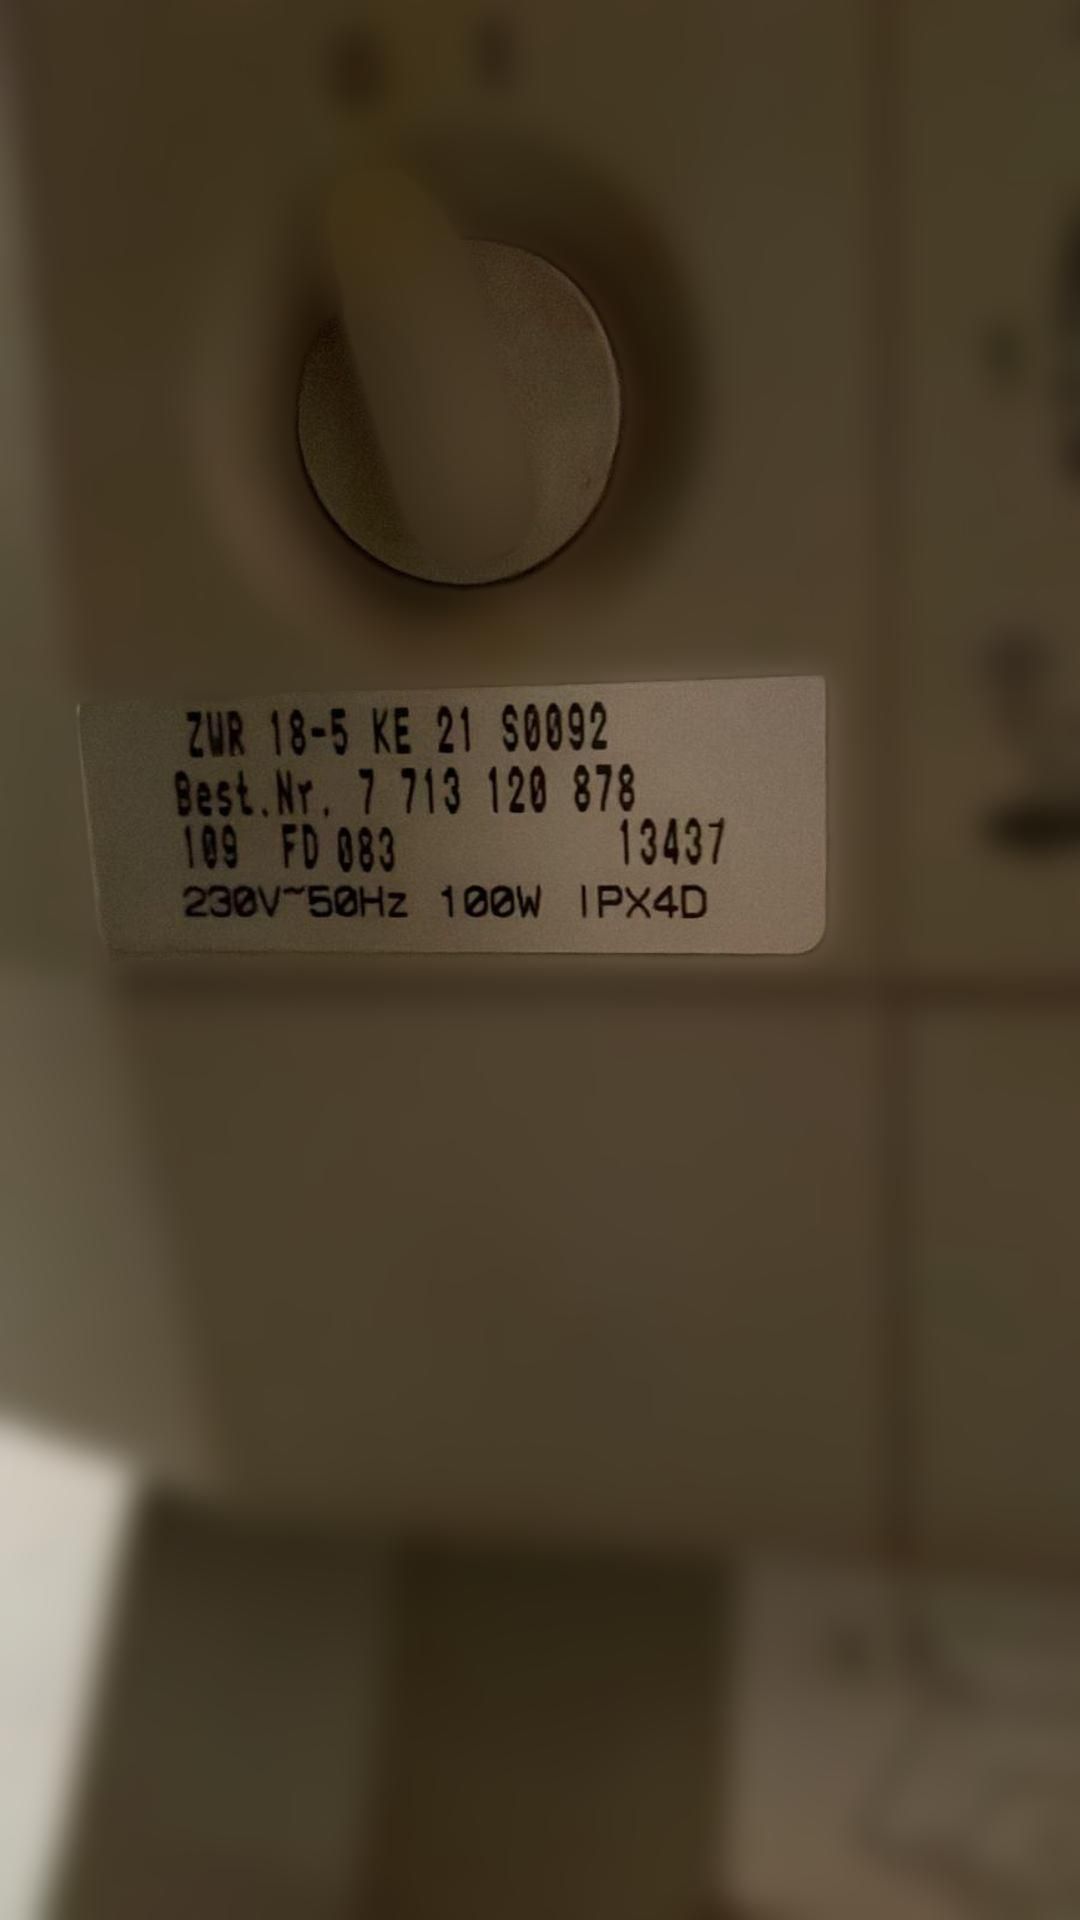 ZWR 18-5 KE 21 S0092
Best.Nr. 7 713 120 878
109 FD 083 13437
230V~50Hz 100W IPX4D